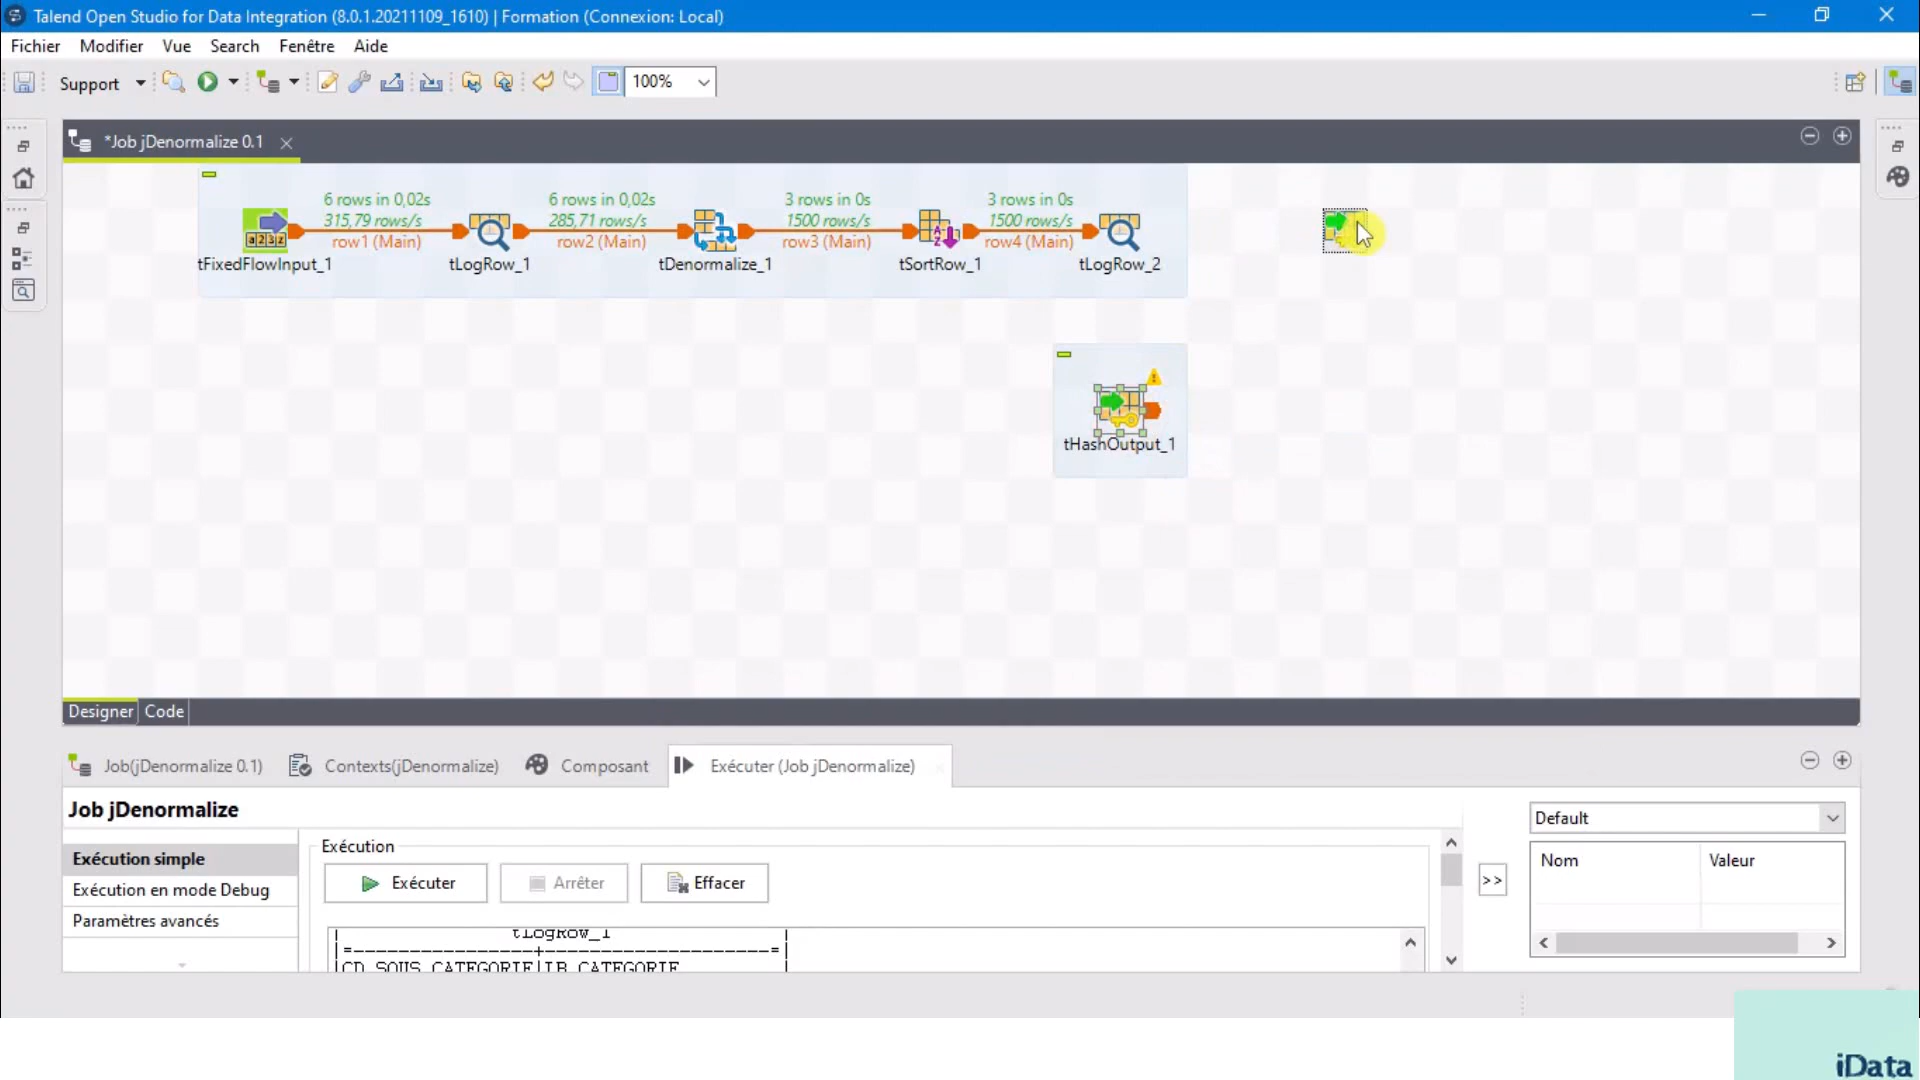 Talend Open Studio for Data Integration (8.0.1.20211109_1610) | Formation (Connexion: Local)
Fichier Modifier Vue Search Fenêtre Aide
Support 100%
*Job jDenormalize 0.1
6 rows in 0,02s 6 rows in 0,02s 3 rows in 0s 3 rows in 0s
315,79 rows/s 285,71 rows/s 1500 rows/s 1500 rows/s
row1 (Main) row2 (Main) row3 (Main) row4 (Main)
tFixedFlowInput_1 tLogRow_1 tDenormalize_1 tSortRow_1 tLogRow_2
tHashOutput_1
Designer Code
Job(jDenormalize 0.1) Contexts(jDenormalize) Composant Exécuter (Job jDenormalize)
Job jDenormalize
Default
Exécution simple
Exécution en mode Debug
Paramètres avancés
Exécution
Exécuter Arrêter Effacer
>>
Nom Valeur
| tLogRow_1 |
|=--------------------+---------------------=|
|CD_SOUS_CATEGORIE|LB_CATEGORIE |
iData